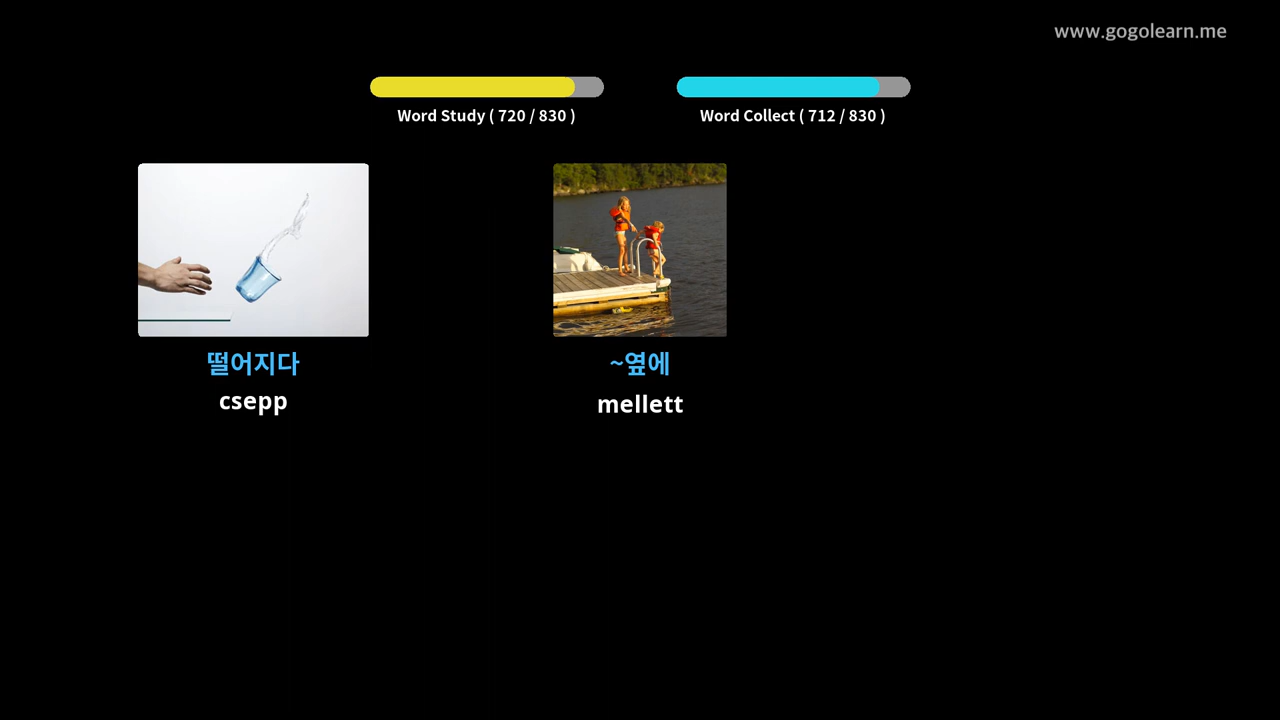 www.gogolearn.me
Word Study ( 720 / 830 )
Word Collect ( 712 / 830 )
떨어지다
csepp
~옆에
mellett